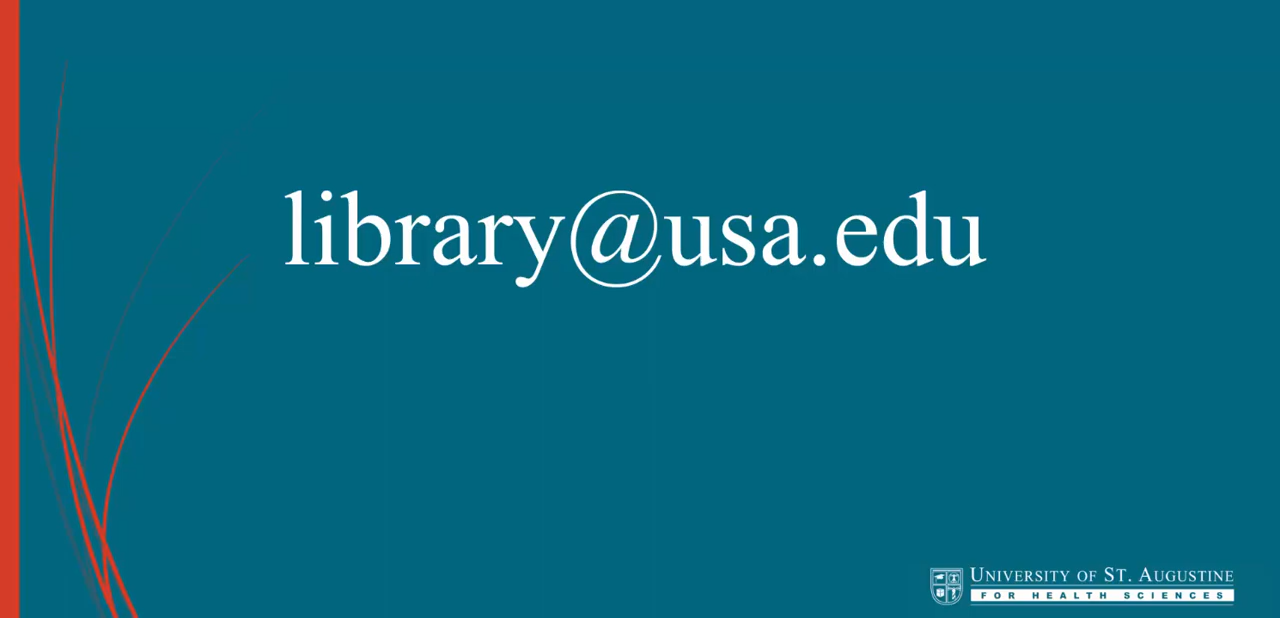 library@usa.edu
UNIVERSITY OF ST. AUGUSTINE
FOR HEALTH SCIENCES